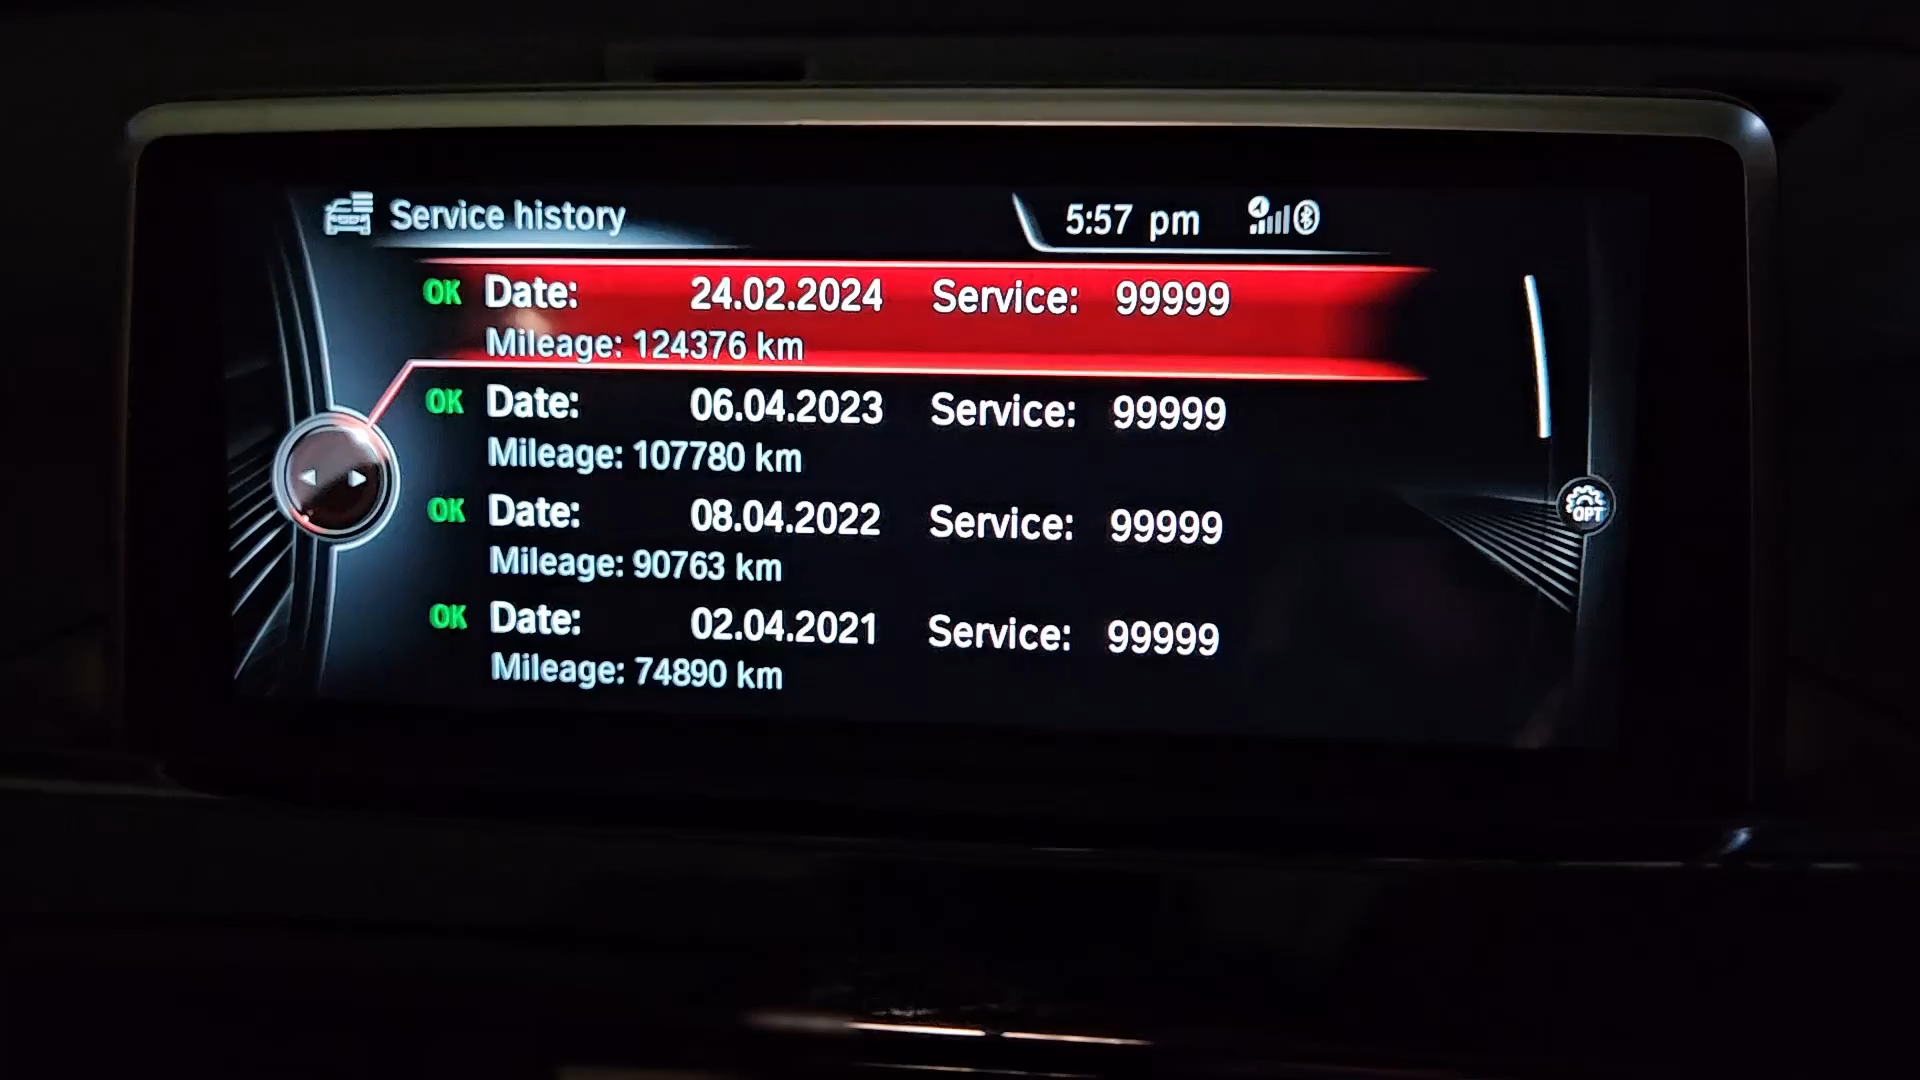 Service history 5:57 pm
OK Date: 24.02.2024 Service: 99999
Mileage: 124376 km
OK Date: 06.04.2023 Service: 99999
Mileage: 107780 km
OK Date: 08.04.2022 Service: 99999
Mileage: 90763 km
OPT
OK Date: 02.04.2021 Service: 99999
Mileage: 74890 km